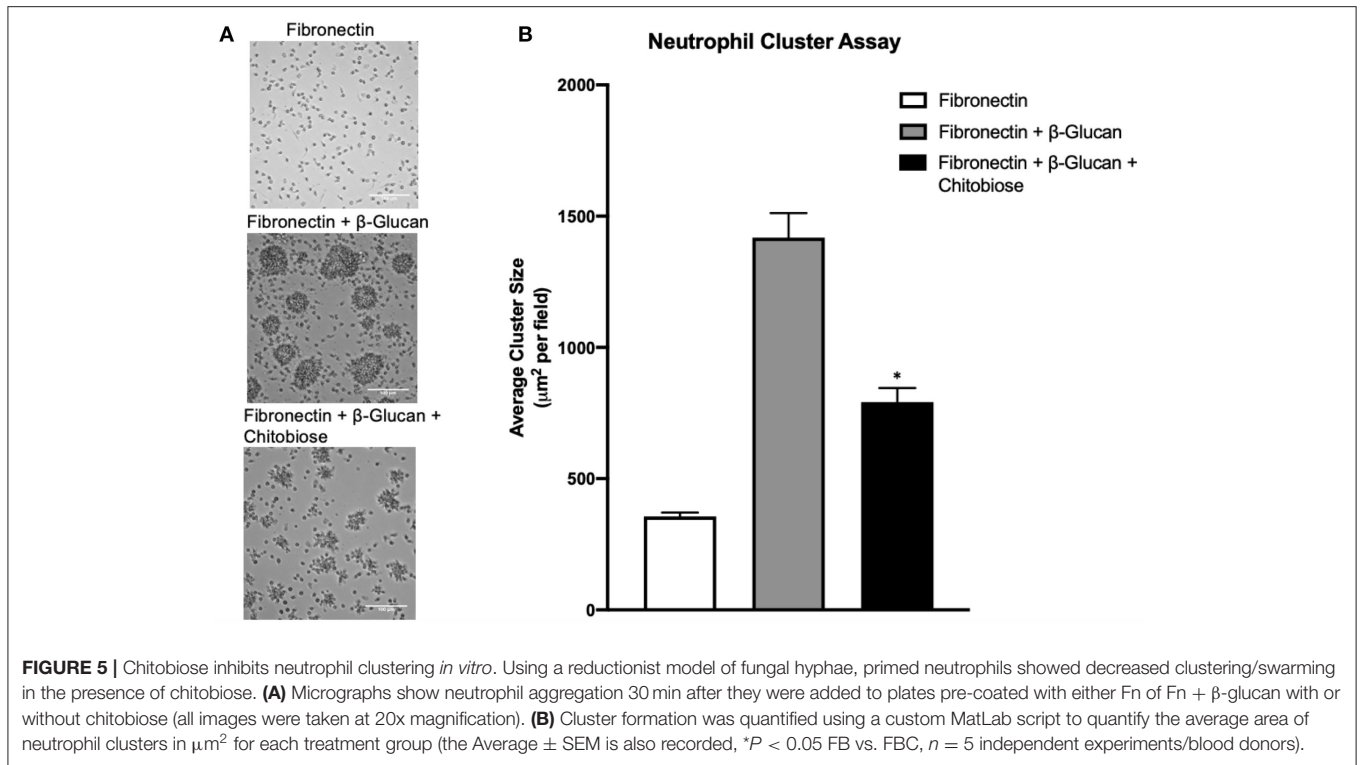 A
Fibronectin
Fibronectin + β-Glucan
100 µm
Fibronectin + β-Glucan +
Chitobiose
100 µm
B
Neutrophil Cluster Assay
Average Cluster Size
(µm² per field)
2000
1500
1000
500
0
*
Fibronectin
Fibronectin + β-Glucan
Fibronectin + β-Glucan +
Chitobiose
FIGURE 5 | Chitobiose inhibits neutrophil clustering in vitro. Using a reductionist model of fungal hyphae, primed neutrophils showed decreased clustering/swarming
in the presence of chitobiose. (A) Micrographs show neutrophil aggregation 30 min after they were added to plates pre-coated with either Fn of Fn + β-glucan with or
without chitobiose (all images were taken at 20x magnification). (B) Cluster formation was quantified using a custom MatLab script to quantify the average area of
neutrophil clusters in µm² for each treatment group (the Average ± SEM is also recorded, *P < 0.05 FB vs. FBC, n = 5 independent experiments/blood donors).